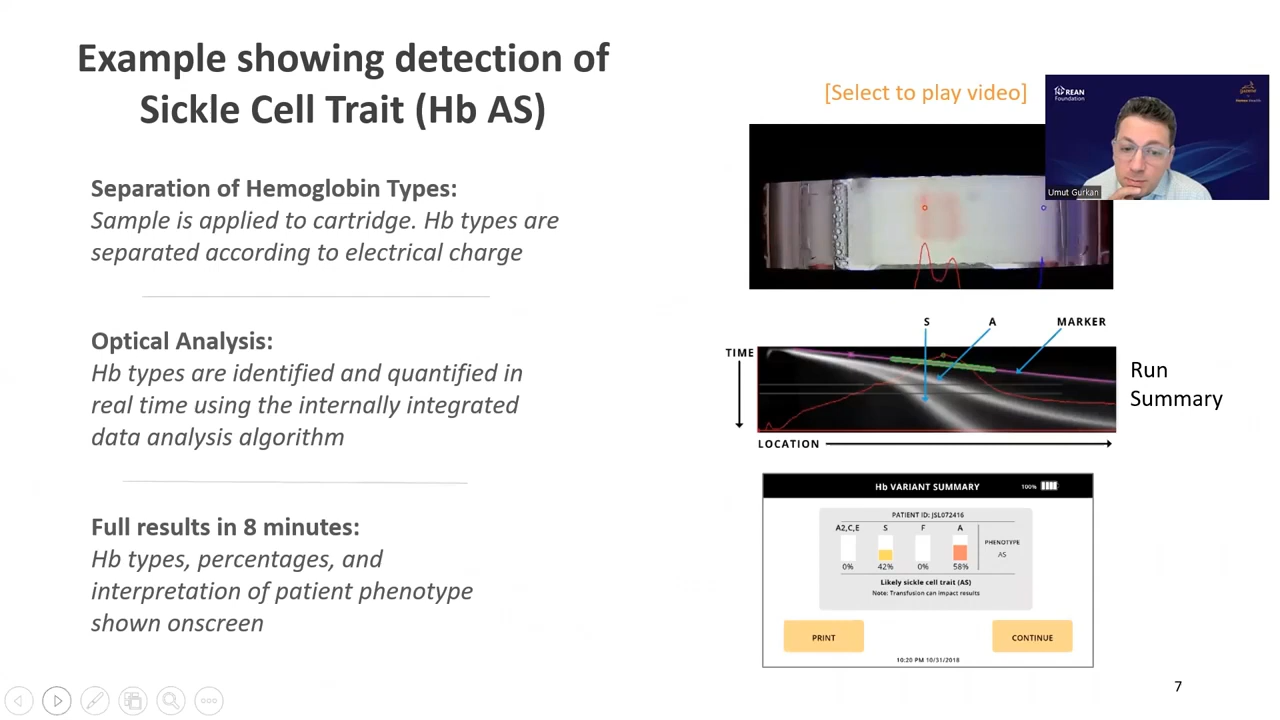 Example showing detection of
Sickle Cell Trait (Hb AS)
Separation of Hemoglobin Types:
Sample is applied to cartridge. Hb types are
separated according to electrical charge
Optical Analysis:
Hb types are identified and quantified in
real time using the internally integrated
data analysis algorithm
Full results in 8 minutes:
Hb types, percentages, and
interpretation of patient phenotype
shown onscreen
[Select to play video]
REAN
Foundation
Umut Gurkan
S A MARKER
TIME
LOCATION
Run
Summary
Hb VARIANT SUMMARY 100%
PATIENT ID: JSL072416
A2,C,E S F A
PHENOTYPE
AS
0% 42% 0% 58%
Likely sickle cell trait (AS)
Note: Transfusion can impact results
PRINT CONTINUE
10:20 PM 10/31/2018
7